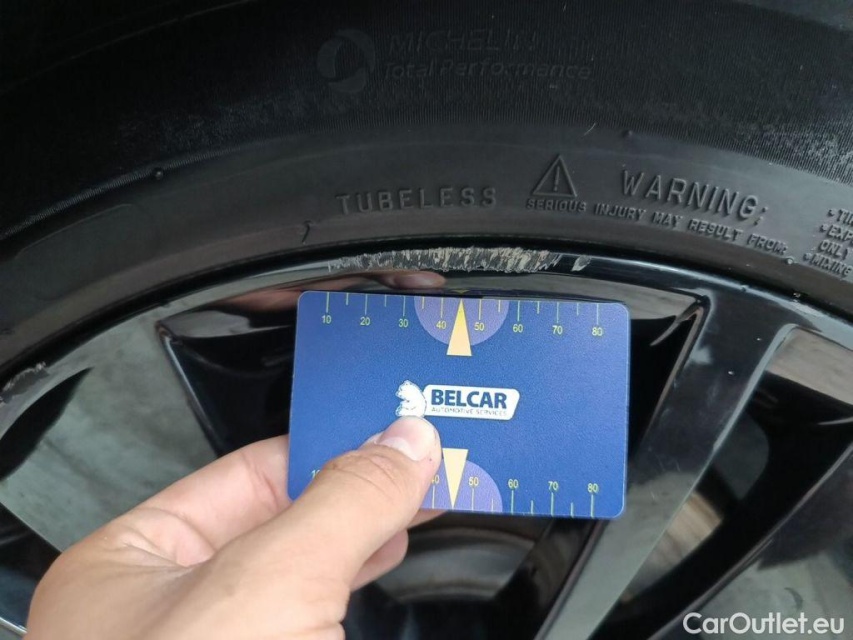 MICHELIN
Total Performance
TUBELESS
WARNING:
SERIOUS INJURY MAY RESULT FROM:
10 20 30 40 50 60 70 80
BELCAR
AUTOMOTIVE SERVICES
50 60 70 80
CarOutlet.eu